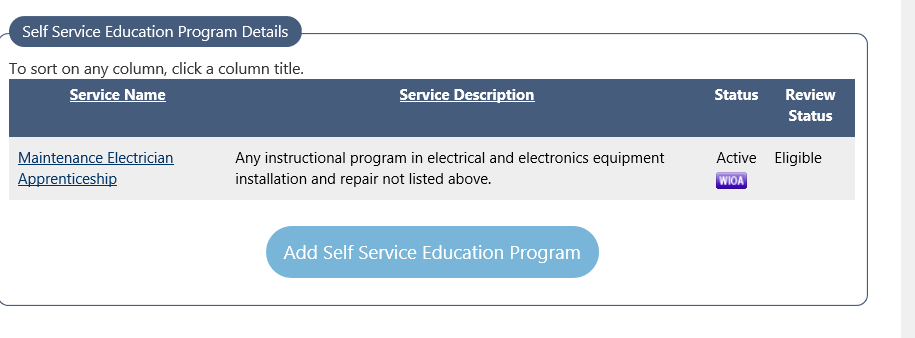 Self Service Education Program Details
To sort on any column, click a column title.
Service Name Service Description Status Review Status
Maintenance Electrician Any instructional program in electrical and electronics equipment Active Eligible
Apprenticeship installation and repair not listed above. WIOA
Add Self Service Education Program